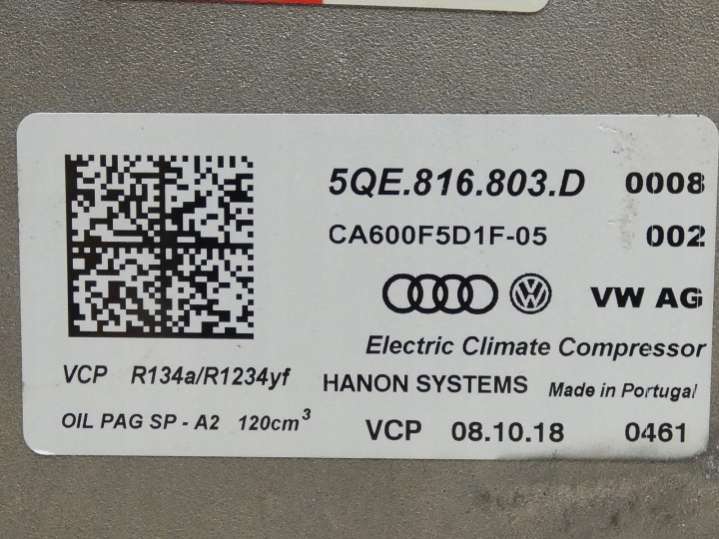 5QE.816.803.D 0008
CA600F5D1F-05 002
VW AG
Electric Climate Compressor
VCP R134a/R1234yf HANON SYSTEMS Made in Portugal
OIL PAG SP - A2 120cm³ VCP 08.10.18 0461